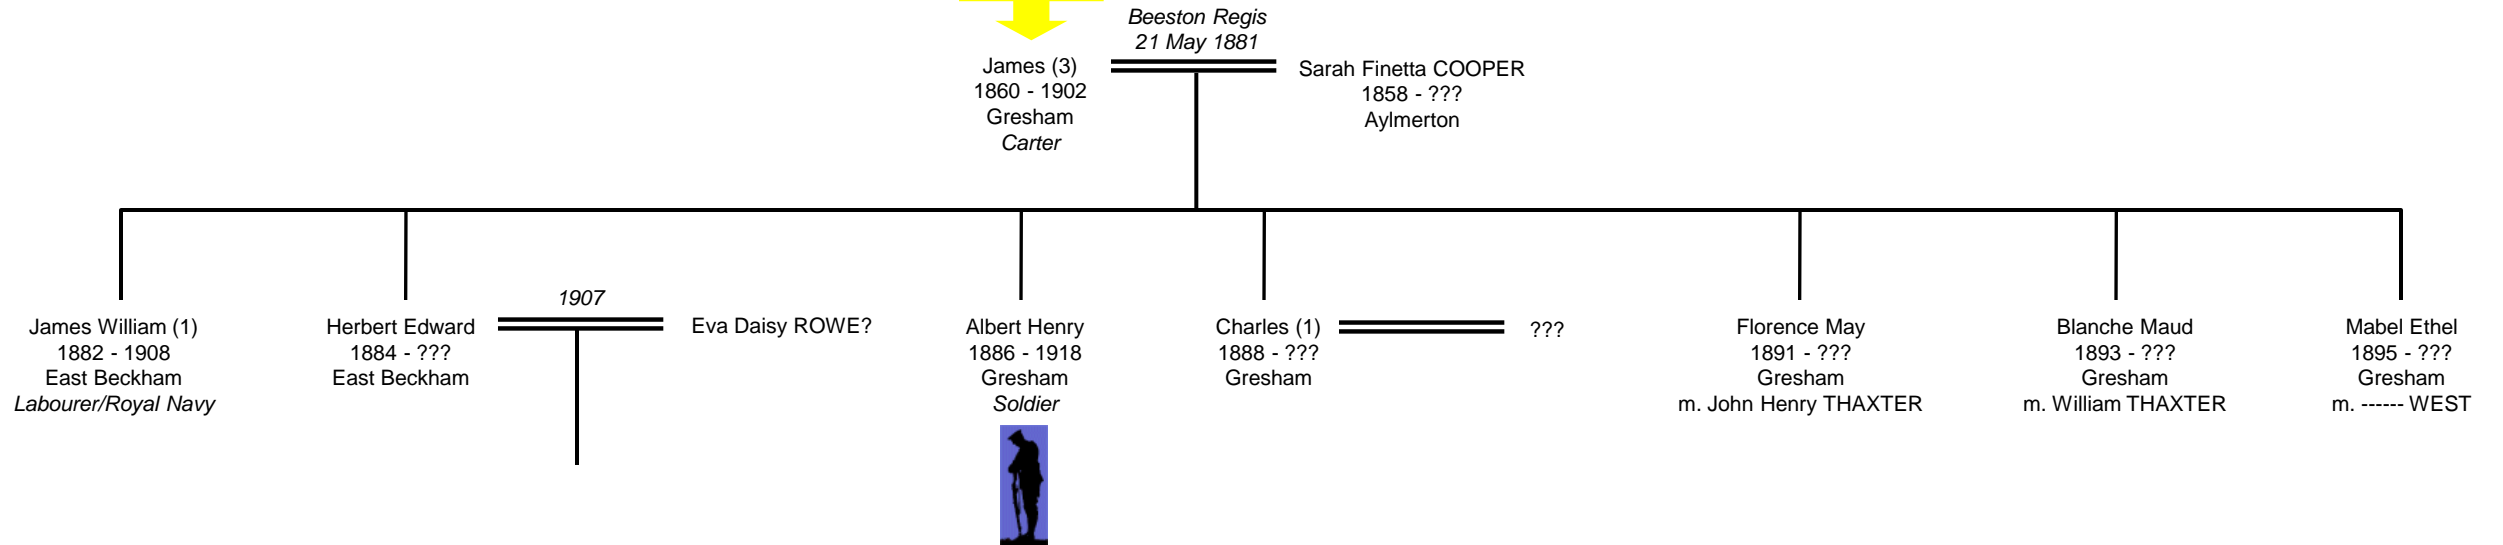 Beeston Regis
21 May 1881
James (3)
1860 - 1902
Gresham
Carter
Sarah Finetta COOPER
1858 - ???
Aylmerton
James William (1)
1882 - 1908
East Beckham
Labourer/Royal Navy
Herbert Edward
1884 - ???
East Beckham
1907
Eva Daisy ROWE?
Albert Henry
1886 - 1918
Gresham
Soldier
Charles (1)
1888 - ???
Gresham
???
Florence May
1891 - ???
Gresham
m. John Henry THAXTER
Blanche Maud
1893 - ???
Gresham
m. William THAXTER
Mabel Ethel
1895 - ???
Gresham
m. ------ WEST